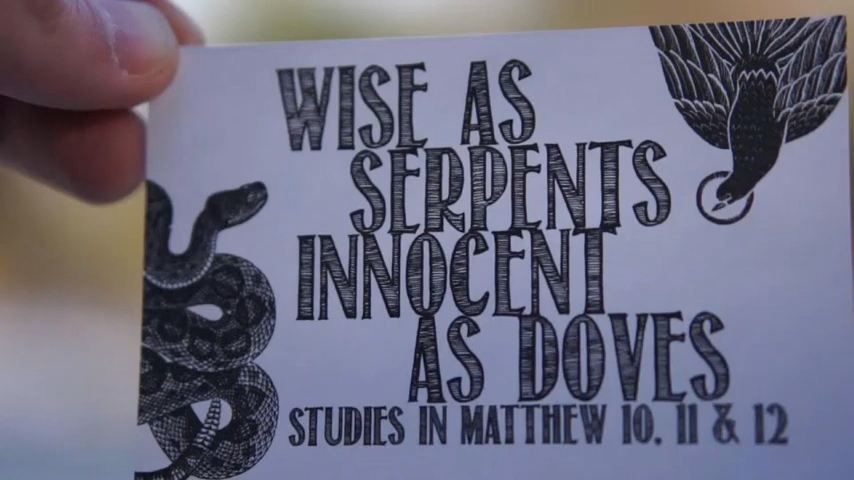 WISE AS
SERPENTS
INNOCENT
AS DOVES
STUDIES IN MATTHEW 10, 11 & 12